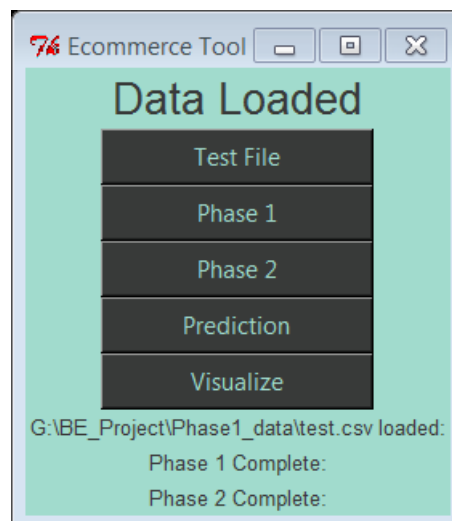 Ecommerce Tool
Data Loaded
Test File
Phase 1
Phase 2
Prediction
Visualize
G:\BE_Project\Phase1_data\test.csv loaded:
Phase 1 Complete:
Phase 2 Complete: